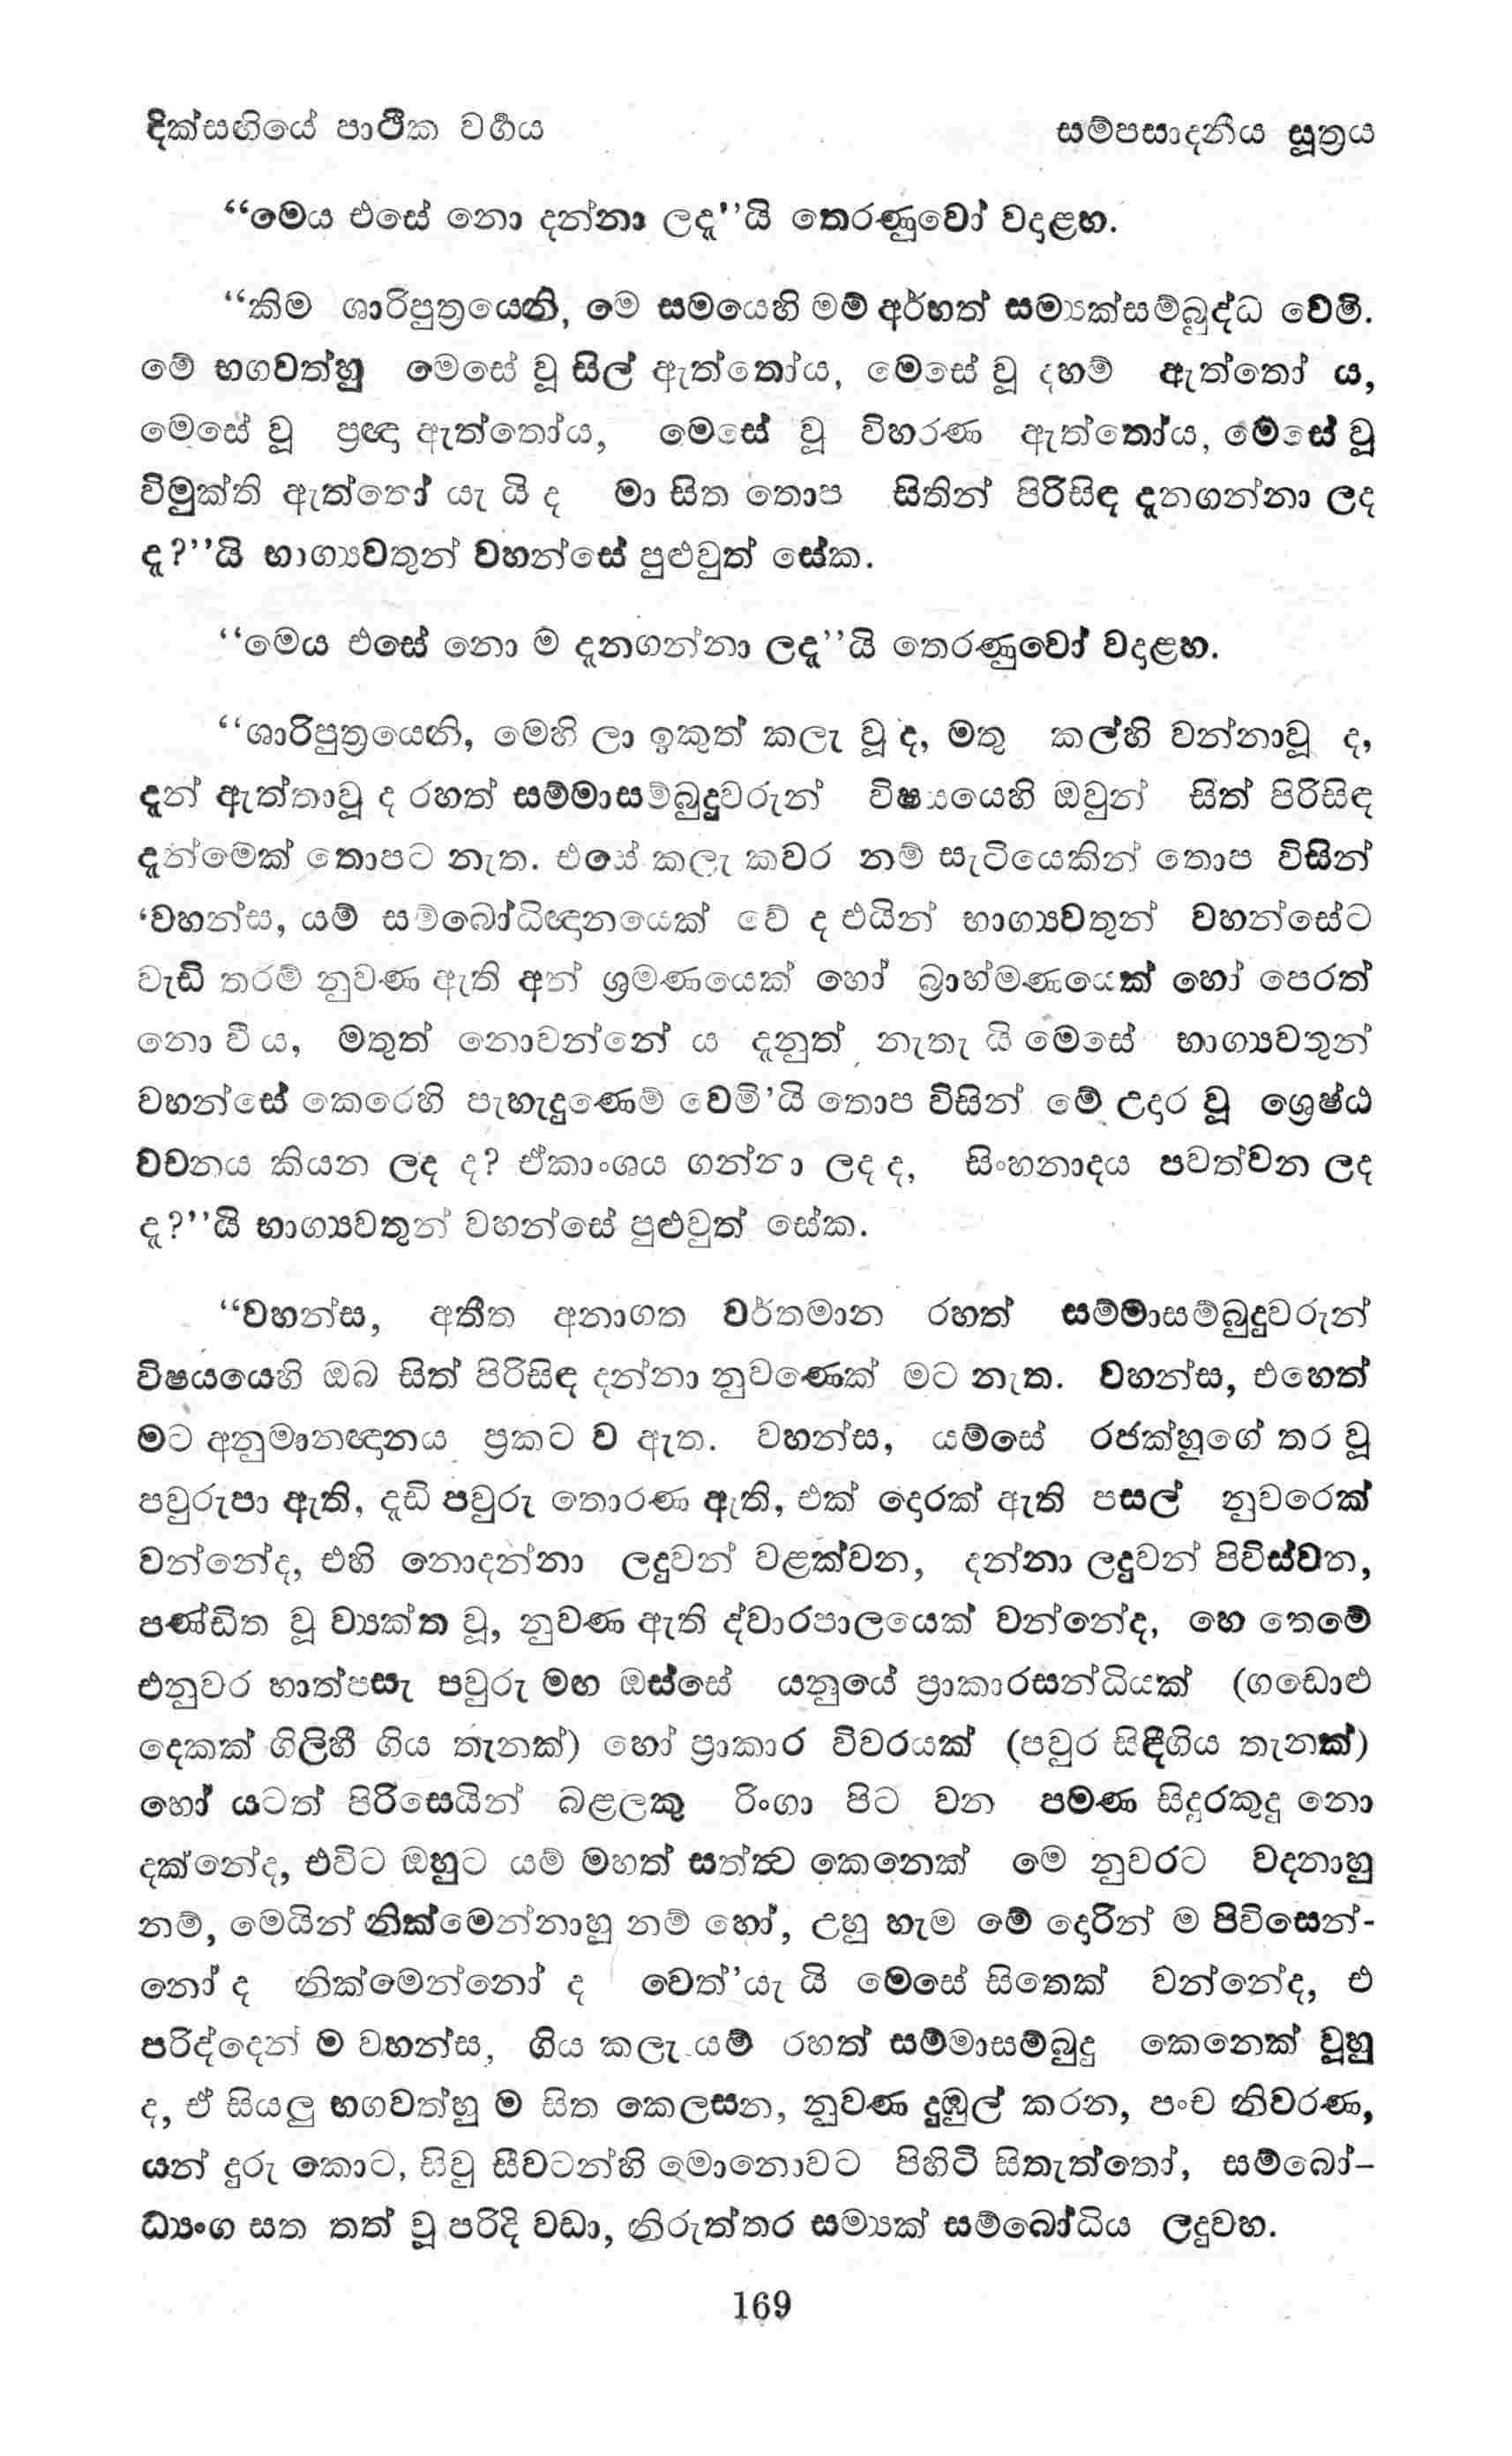 දික්සඟියේ පාථික වර්‍ගය
සම්පසාදනීය සූත්‍රය
“මෙය එසේ නො දන්නා ලදැ”යි තෙරණුවෝ වදාළහ.
“කිම ශාරිපුත්‍රයෙනි, මෙ සමයෙහි මම් අර්හත් සම්‍යක්සම්බුද්ධ වෙමි.
මේ භගවත්හු මෙසේ වූ සිල් ඇත්තෝය, මෙසේ වූ දහම් ඇත්තෝ ය,
මෙසේ වූ ප්‍රඥා ඇත්තෝය, මෙසේ වූ විහරණ ඇත්තෝය, මෙසේ වූ
විමුක්ති ඇත්තෝ යැ යි ද මා සිත තොප සිතින් පිරිසිඳ දැනගන්නා ලද
ද?”යි භාග්‍යවතුන් වහන්සේ පුළුවුත් සේක.
“මෙය එසේ නො ම දැනගන්නා ලදැ”යි තෙරණුවෝ වදාළහ.
“ශාරිපුත්‍රයෙනි, මෙහි ලා ඉකුත් කලැ වූ ද, මතු කල්හි වන්නාවූ ද,
දැන් ඇත්තාවූ ද රහත් සම්මාසම්බුදුවරුන් විෂයයෙහි ඔවුන් සිත් පිරිසිඳ
දැන්මෙක් තොපට නැත. එසේ කලැ කවර නම් සැටියෙකින් තොප විසින්
‘වහන්ස, යම් සම්බෝධිඥානයෙක් වේ ද එයින් භාග්‍යවතුන් වහන්සේට
වැඩි තරම් නුවණ ඇති අන් ශ්‍රමණයෙක් හෝ බ්‍රාහ්මණයෙක් හෝ පෙරත්
නො වී ය, මතුත් නොවන්නේ ය දැනුත් නැතැ යි මෙසේ භාග්‍යවතුන්
වහන්සේ කෙරෙහි පැහැදුණෙම් වෙමි’යි තොප විසින් මේ උදාර වූ ශ්‍රෙෂ්ඨ
වචනය කියන ලද ද? ඒකාංශය ගන්නා ලද ද, සිංහනාදය පවත්වන ලද
ද?”යි භාග්‍යවතුන් වහන්සේ පුළුවුත් සේක.
“වහන්ස, අතීත අනාගත වර්තමාන රහත් සම්මාසම්බුදුවරුන්
විෂයයෙහි ඔබ සිත් පිරිසිඳ දන්නා නුවණෙක් මට නැත. වහන්ස, එහෙත්
මට අනුමානඥානය ප්‍රකට ව ඇත. වහන්ස, යම්සේ රජක්හුගේ තර වූ
පවුරුපා ඇති, දැඩි පවුරු තොරණ ඇති, එක් දොරක් ඇති පසල් නුවරෙක්
වන්නේද, එහි නොදන්නා ලදුවන් වළක්වන, දන්නා ලදුවන් පිවිස්වන,
පණ්ඩිත වූ ව්‍යක්ත වූ, නුවණ ඇති ද්වාරපාලයෙක් වන්නේද, හෙ තෙමේ
එනුවර හාත්පසැ පවුරු මඟ ඔස්සේ යනුයේ ප්‍රාකාරසන්ධියක් (ගඩොළු
දෙකක් ගිලිහී ගිය තැනක්) හෝ ප්‍රාකාර විවරයක් (පවුර සිඳීගිය තැනක්)
හෝ යටත් පිරිසෙයින් බළලකු රිංගා පිට වන පමණ සිදුරකුදු නො
දක්නේද, එවිට ඔහුට යම් මහත් සත්ත්ව කෙනෙක් මෙ නුවරට වදනාහු
නම්, මෙයින් නික්මෙන්නාහු නම් හෝ, උහු හැම මේ දොරින් ම පිවිසෙන්-
නෝ ද නික්මෙන්නෝ ද වෙත්’යැ යි මෙසේ සිතෙක් වන්නේද, එ
පරිද්දෙන් ම වහන්ස, ගිය කලැ යම් රහත් සම්මාසම්බුදු කෙනෙක් වූහු
ද, ඒ සියලු භගවත්හු ම සිත කෙලසන, නුවණ දුඹුල් කරන, පංච නිවරණ,
යන් දුරු කොට, සිවු සීවටන්හි මොනොවට පිහිටි සිතැත්තෝ, සම්බෝ-
ධ්‍යංග සත තත් වූ පරිදි වඩා, නිරුත්තර සම්‍යක් සම්බෝධිය ලදුවහ.
169